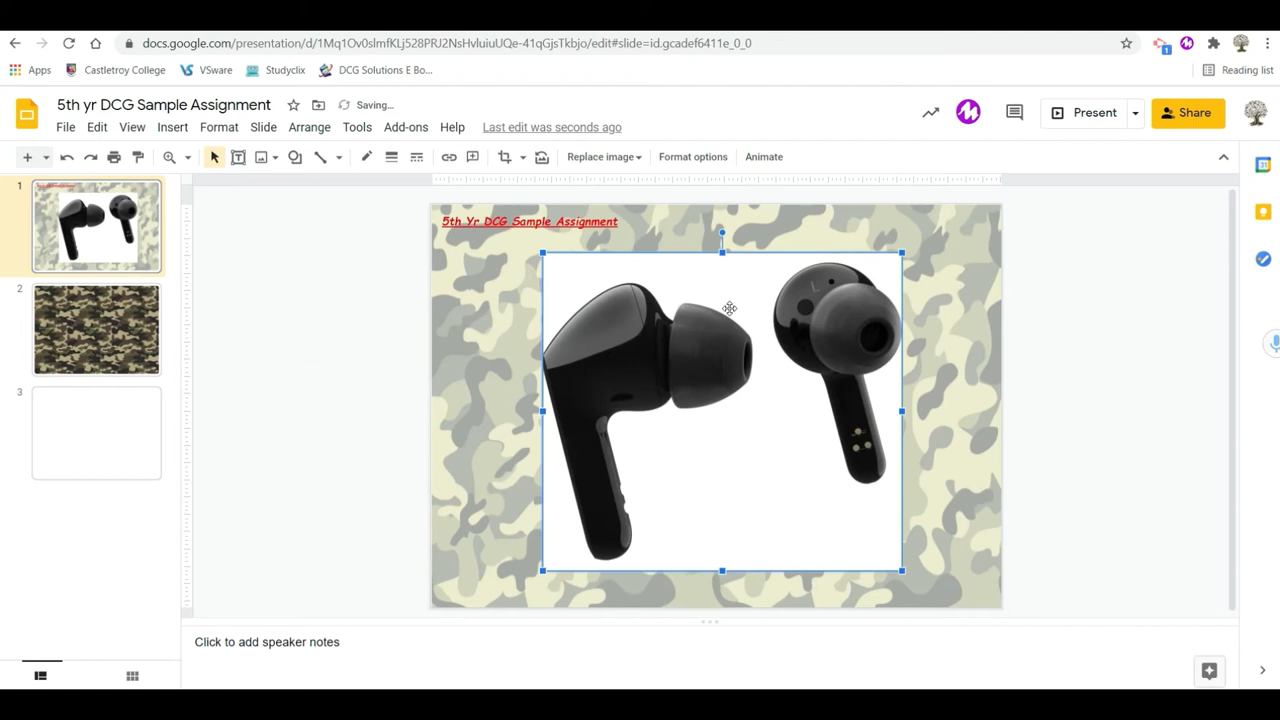 docs.google.com/presentation/d/1Mq1Ov0slmfKLj528PRJ2NsHvluiuUQe-41qGjsTkbjo/edit#slide=id.gcadef6411e_0_0
1
Apps
Castletroy College
VSware
Studyclix
DCG Solutions E Bo...
Reading list
5th yr DCG Sample Assignment
Saving...
Present
Share
File Edit View Insert Format Slide Arrange Tools Add-ons Help Last edit was seconds ago
Replace image
Format options
Animate
1
2
3
5th Yr DCG Sample Assignment
L
Click to add speaker notes